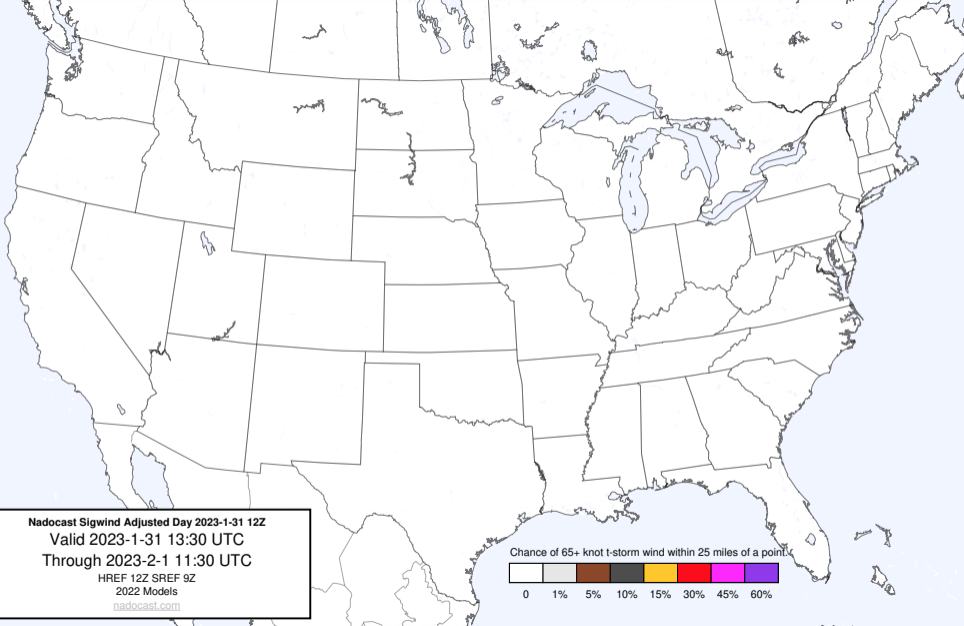 Nadocast Sigwind Adjusted Day 2023-1-31 12Z
Valid 2023-1-31 13:30 UTC
Through 2023-2-1 11:30 UTC
HREF 12Z SREF 9Z
2022 Models
nadocast.com
Chance of 65+ knot t-storm wind within 25 miles of a point.
0 1% 5% 10% 15% 30% 45% 60%